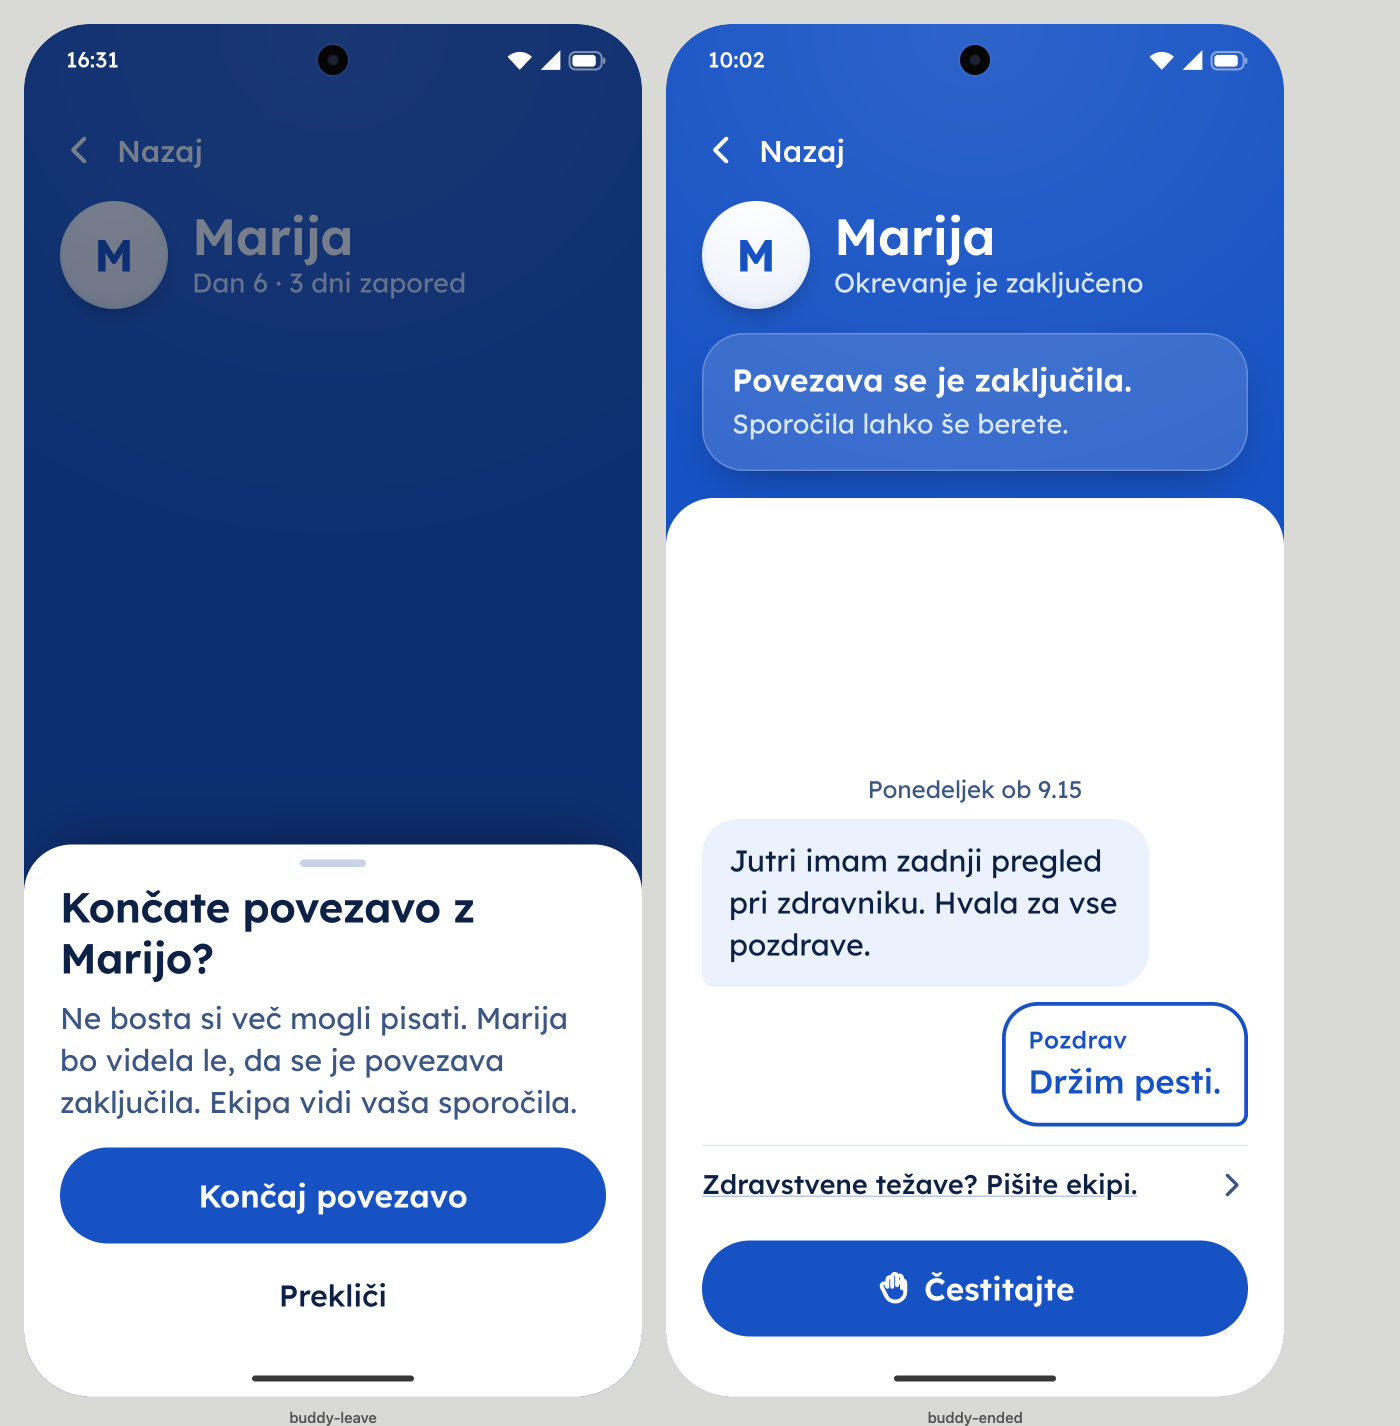 16:31
Nazaj
M
Marija
Dan 6 · 3 dni zapored
Končate povezavo z
Marijo?
Ne bosta si več mogli pisati. Marija
bo videla le, da se je povezava
zaključila. Ekipa vidi vaša sporočila.
Končaj povezavo
Prekliči
buddy-leave
10:02
Nazaj
M
Marija
Okrevanje je zaključeno
Povezava se je zaključila.
Sporočila lahko še berete.
Ponedeljek ob 9.15
Jutri imam zadnji pregled
pri zdravniku. Hvala za vse
pozdrave.
Pozdrav
Držim pesti.
Zdravstvene težave? Pišite ekipi.
Čestitajte
buddy-ended